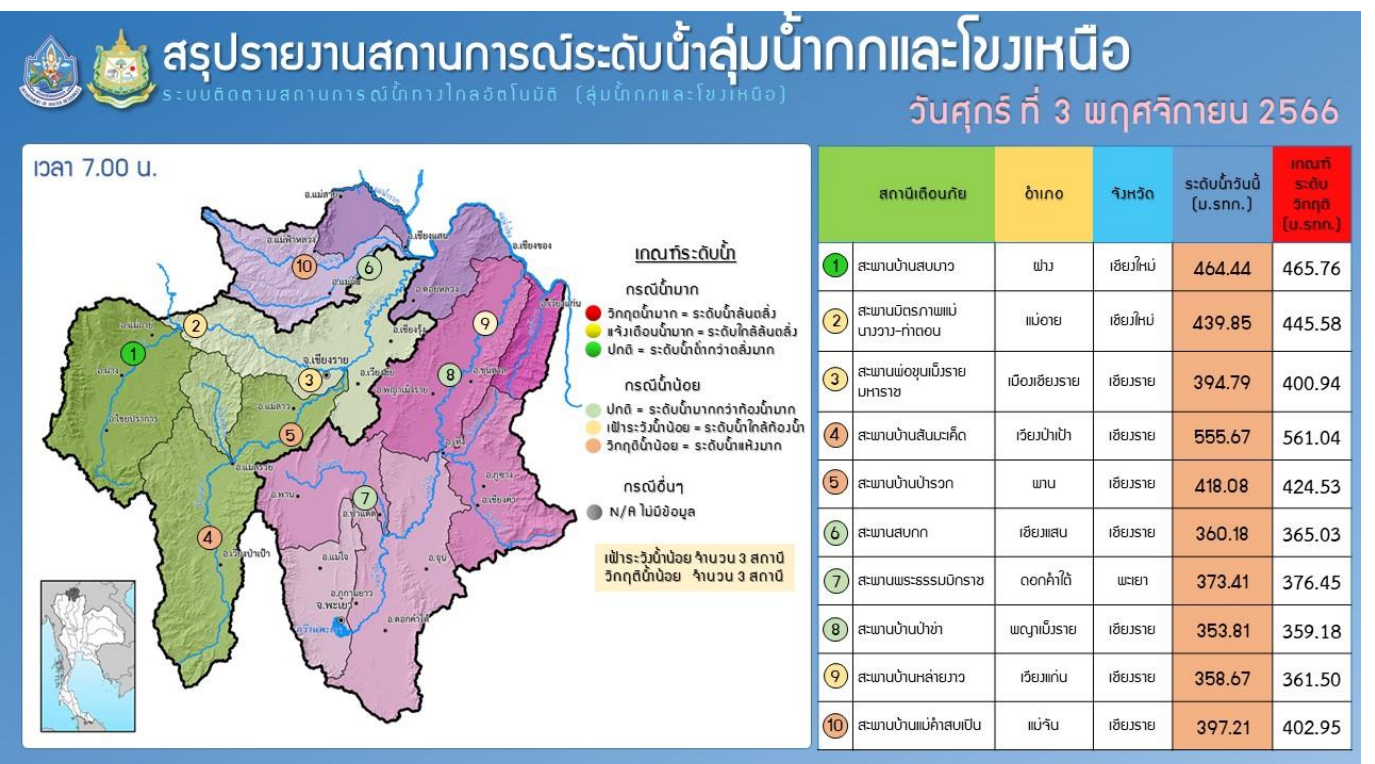 สรุปรายงานสถานการณ์ระดับน้ำลุ่มน้ำกกและโขงเหนือ
ระบบติดตามสถานการณ์น้ำทางไกลอัตโนมัติ (ลุ่มน้ำกกและโขงเหนือ)
วันศุกร์ ที่ 3 พฤศจิกายน 2566
เวลา 7.00 น.
อ.แม่สาย
อ.เชียงแสน
อ.แม่ฟ้าหลวง
อ.เชียงของ
10
6
อ.ดอยหลวง
อ.เวียงแก่น
อ.แม่อาย
2
9
อ.เชียงรุ้ง
1
จ.เชียงราย
อ.ฝาง
3
8
อ.ขุนตาล
อ.พญาเม็งราย
อ.แม่ลาว
อ.ไชยปราการ
5
อ.เทิง
อ.แม่สรวย
อ.ภูซาง
อ.พาน
7
อ.เชียงคำ
อ.ป่าแดด
4
อ.เวียงป่าเป้า
อ.แม่ใจ
อ.จุน
อ.ภูกามยาว
จ.พะเยา
อ.ดอกคำใต้
เกณฑ์ระดับน้ำ
กรณีน้ำมาก
วิกฤตน้ำมาก = ระดับน้ำล้นตลิ่ง
แจ้งเตือนน้ำมาก = ระดับใกล้ล้นตลิ่ง
ปกติ = ระดับน้ำต่ำกว่าตลิ่งมาก
กรณีน้ำน้อย
ปกติ = ระดับน้ำมากกว่าท้องน้ำมาก
เฝ้าระวังน้ำน้อย = ระดับน้ำใกล้ท้องน้ำ
วิกฤติน้ำน้อย = ระดับน้ำแห้งมาก
กรณีอื่นๆ
N/A ไม่มีข้อมูล
เฝ้าระวังน้ำน้อย จำนวน 3 สถานี
วิกฤติน้ำน้อย จำนวน 3 สถานี
สถานีเตือนภัย อำเภอ จังหวัด ระดับน้ำวันนี้ (ม.รทก.) เกณฑ์ระดับวิกฤติ (ม.รทก.)
1 สะพานบ้านสบมาว ฝาง เชียงใหม่ 464.44 465.76
2 สะพานมิตรภาพแม่นางวาง-ท่าตอน แม่อาย เชียงใหม่ 439.85 445.58
3 สะพานพ่อขุนเม็งรายมหาราช เมืองเชียงราย เชียงราย 394.79 400.94
4 สะพานบ้านสันมะเค็ด เวียงป่าเป้า เชียงราย 555.67 561.04
5 สะพานบ้านป่ารวก พาน เชียงราย 418.08 424.53
6 สะพานสบกก เชียงแสน เชียงราย 360.18 365.03
7 สะพานพระธรรมมิกราช ดอกคำใต้ พะเยา 373.41 376.45
8 สะพานบ้านป่าข่า พญาเม็งราย เชียงราย 353.81 359.18
9 สะพานบ้านหล่ายงาว เวียงแก่น เชียงราย 358.67 361.50
10 สะพานบ้านแม่คำสบเปิน แม่จัน เชียงราย 397.21 402.95